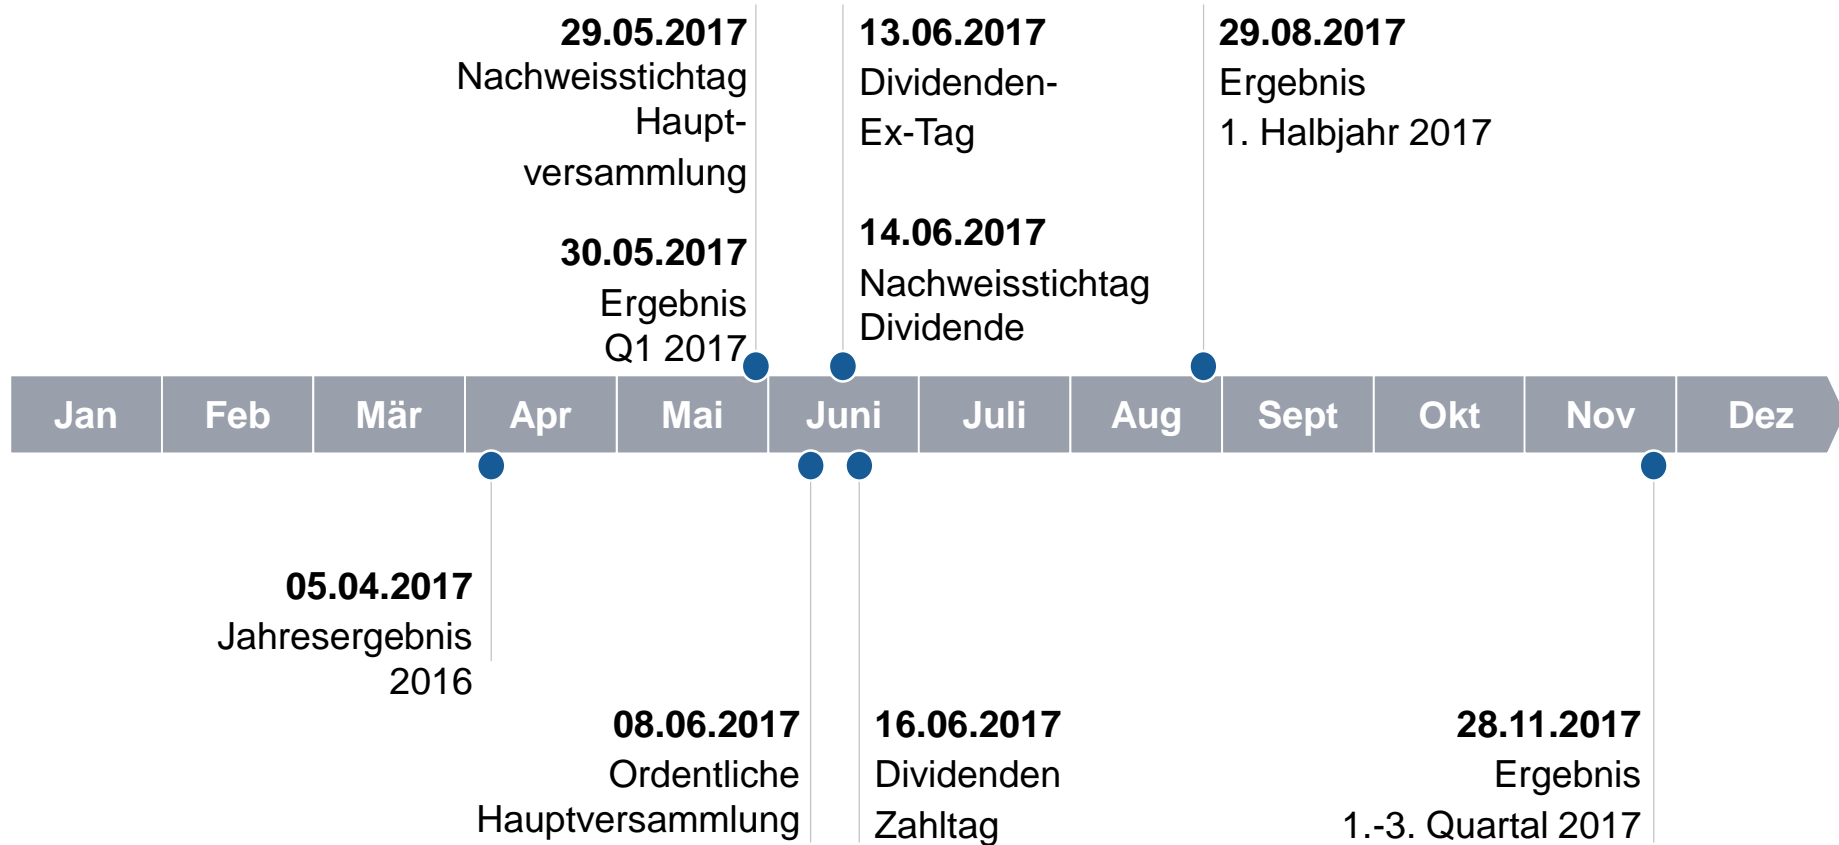 29.05.2017
Nachweisstichtag
Haupt-
versammlung
30.05.2017
Ergebnis
Q1 2017
13.06.2017
Dividenden-
Ex-Tag
14.06.2017
Nachweisstichtag
Dividende
29.08.2017
Ergebnis
1. Halbjahr 2017
Jan Feb Mär Apr Mai Juni Juli Aug Sept Okt Nov Dez
05.04.2017
Jahresergebnis
2016
08.06.2017
Ordentliche
Hauptversammlung
16.06.2017
Dividenden
Zahltag
28.11.2017
Ergebnis
1.-3. Quartal 2017